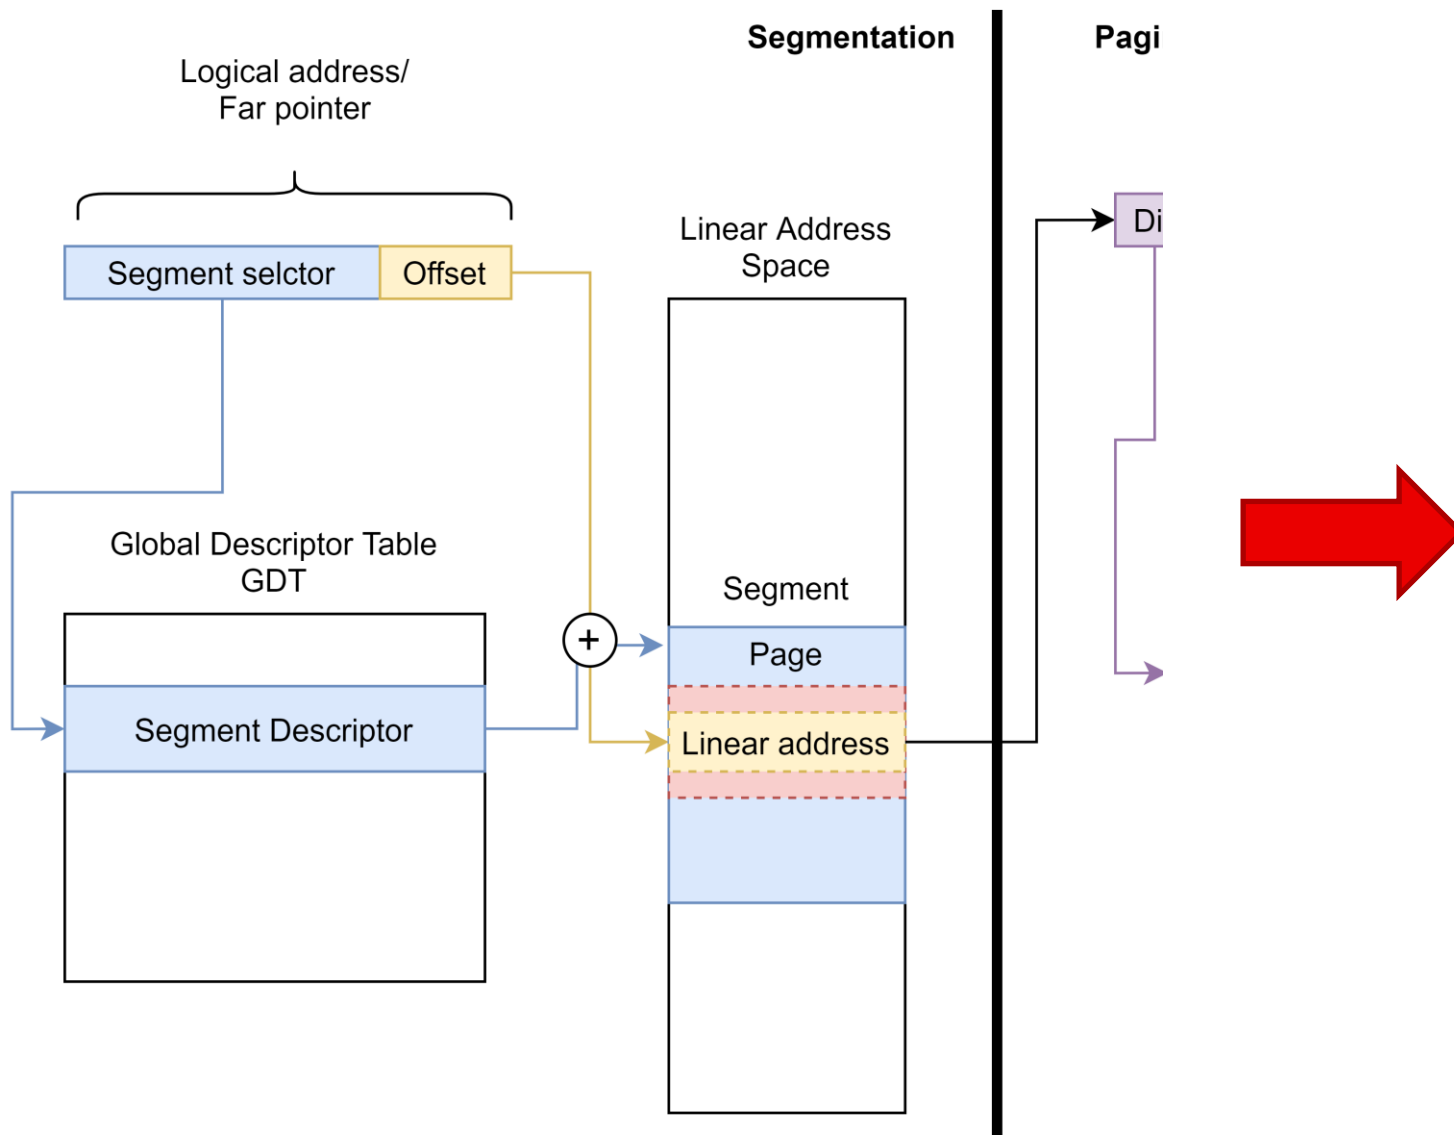 Segmentation
Pagi
Logical address/
Far pointer
Segment selctor
Offset
Di
Linear Address
Space
Global Descriptor Table
GDT
Segment
+
Page
Segment Descriptor
Linear address